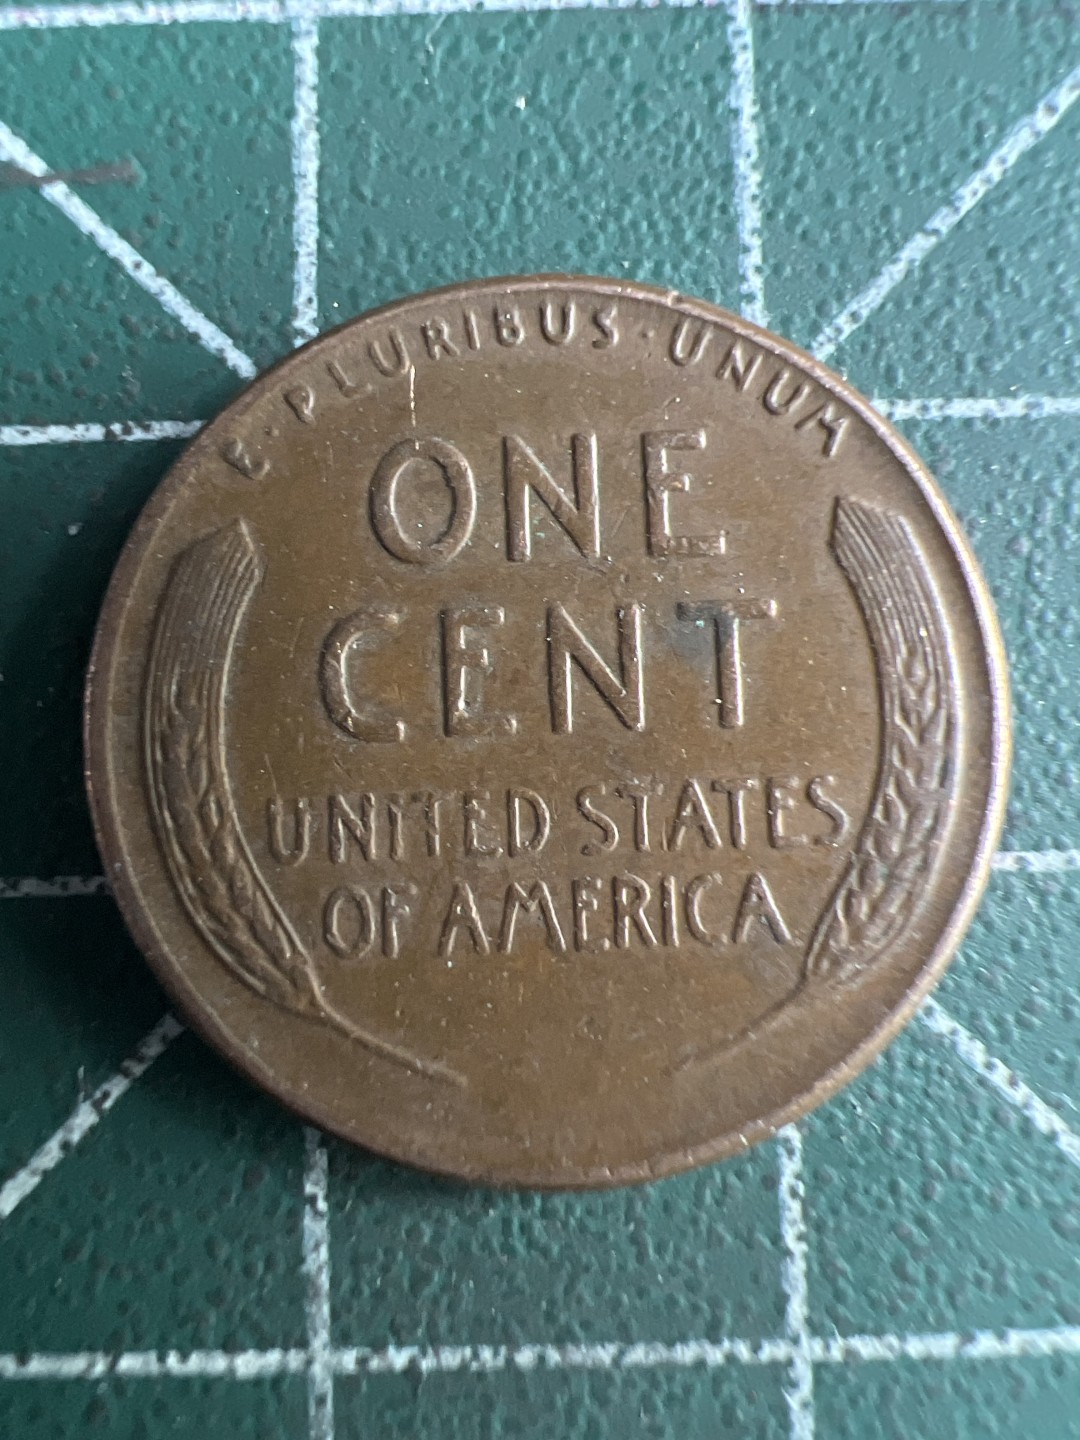 E·PLURIBUS·UNUM
ONE
CENT
UNITED STATES
OF AMERICA